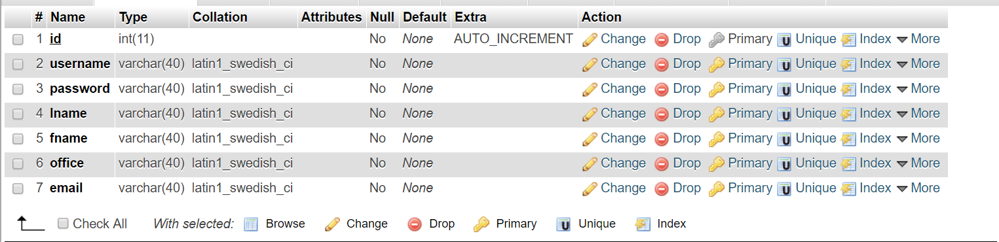 # Name Type Collation Attributes Null Default Extra Action
1 id int(11) No None AUTO_INCREMENT Change Drop Primary Unique Index More
2 username varchar(40) latin1_swedish_ci No None Change Drop Primary Unique Index More
3 password varchar(40) latin1_swedish_ci No None Change Drop Primary Unique Index More
4 lname varchar(40) latin1_swedish_ci No None Change Drop Primary Unique Index More
5 fname varchar(40) latin1_swedish_ci No None Change Drop Primary Unique Index More
6 office varchar(40) latin1_swedish_ci No None Change Drop Primary Unique Index More
7 email varchar(40) latin1_swedish_ci No None Change Drop Primary Unique Index More
Check All With selected: Browse Change Drop Primary Unique Index